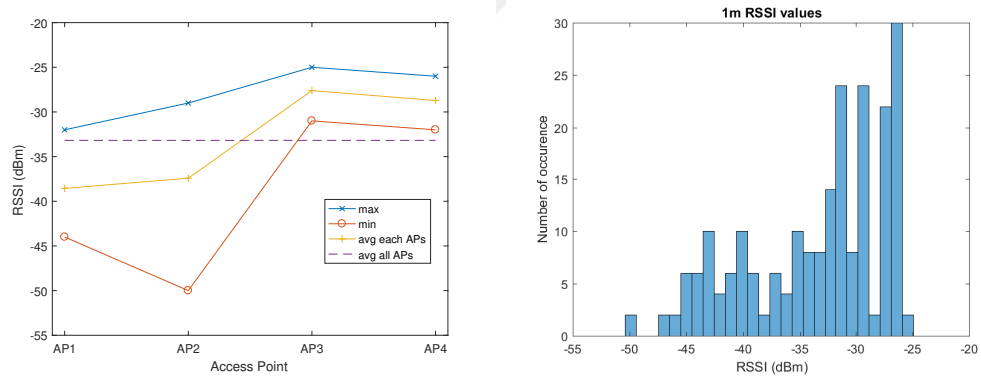 -20
-25
-30
-35
-40
-45
-50
-55
RSSI (dBm)
max
min
avg each APs
avg all APs
AP1 AP2 AP3 AP4
Access Point
1m RSSI values
30
25
20
15
10
5
0
Number of occurence
-55 -50 -45 -40 -35 -30 -25 -20
RSSI (dBm)